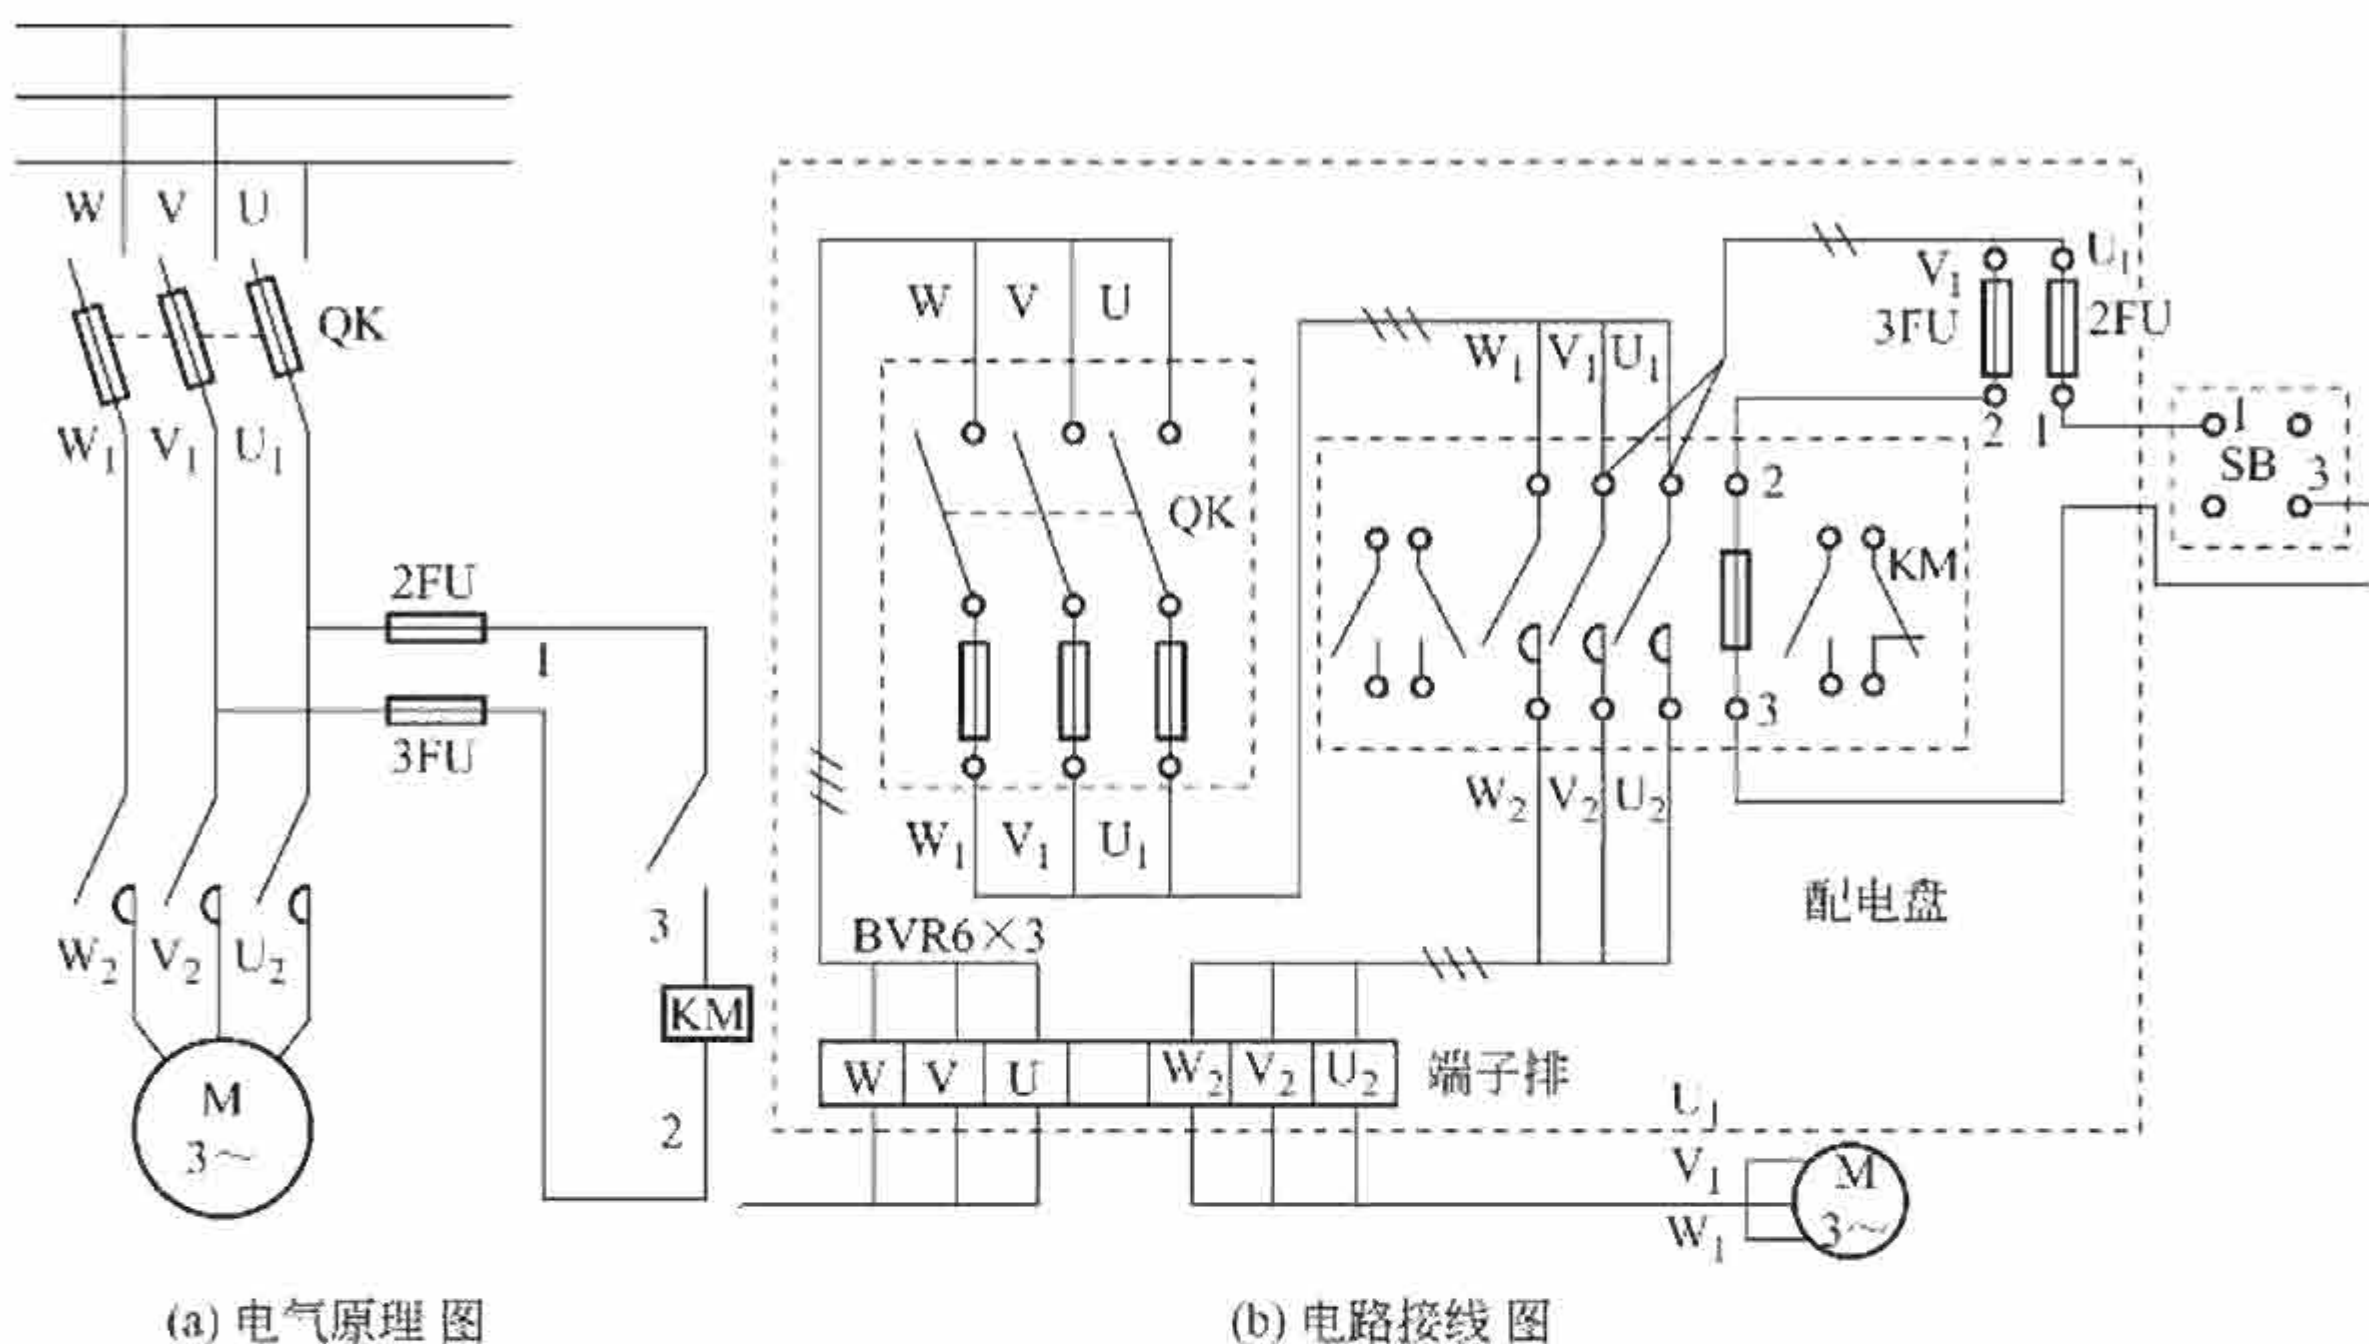 W V U
QK
W₁ V₁ U₁
2FU
1
3FU
3
W₂ V₂ U₂
KM
M
3~
2
(a) 电气原理图
W V U
QK
W₁ V₁ U₁
BVR6×3
W₁ V₁ U₁
V₁ U₁
3FU 2FU
2 1
1
SB 3
2
KM
3
W₂ V₂ U₂
配电盘
W V U W₂ V₂ U₂ 端子排
U₁
V₁
W₁
M
3~
(b) 电路接线图